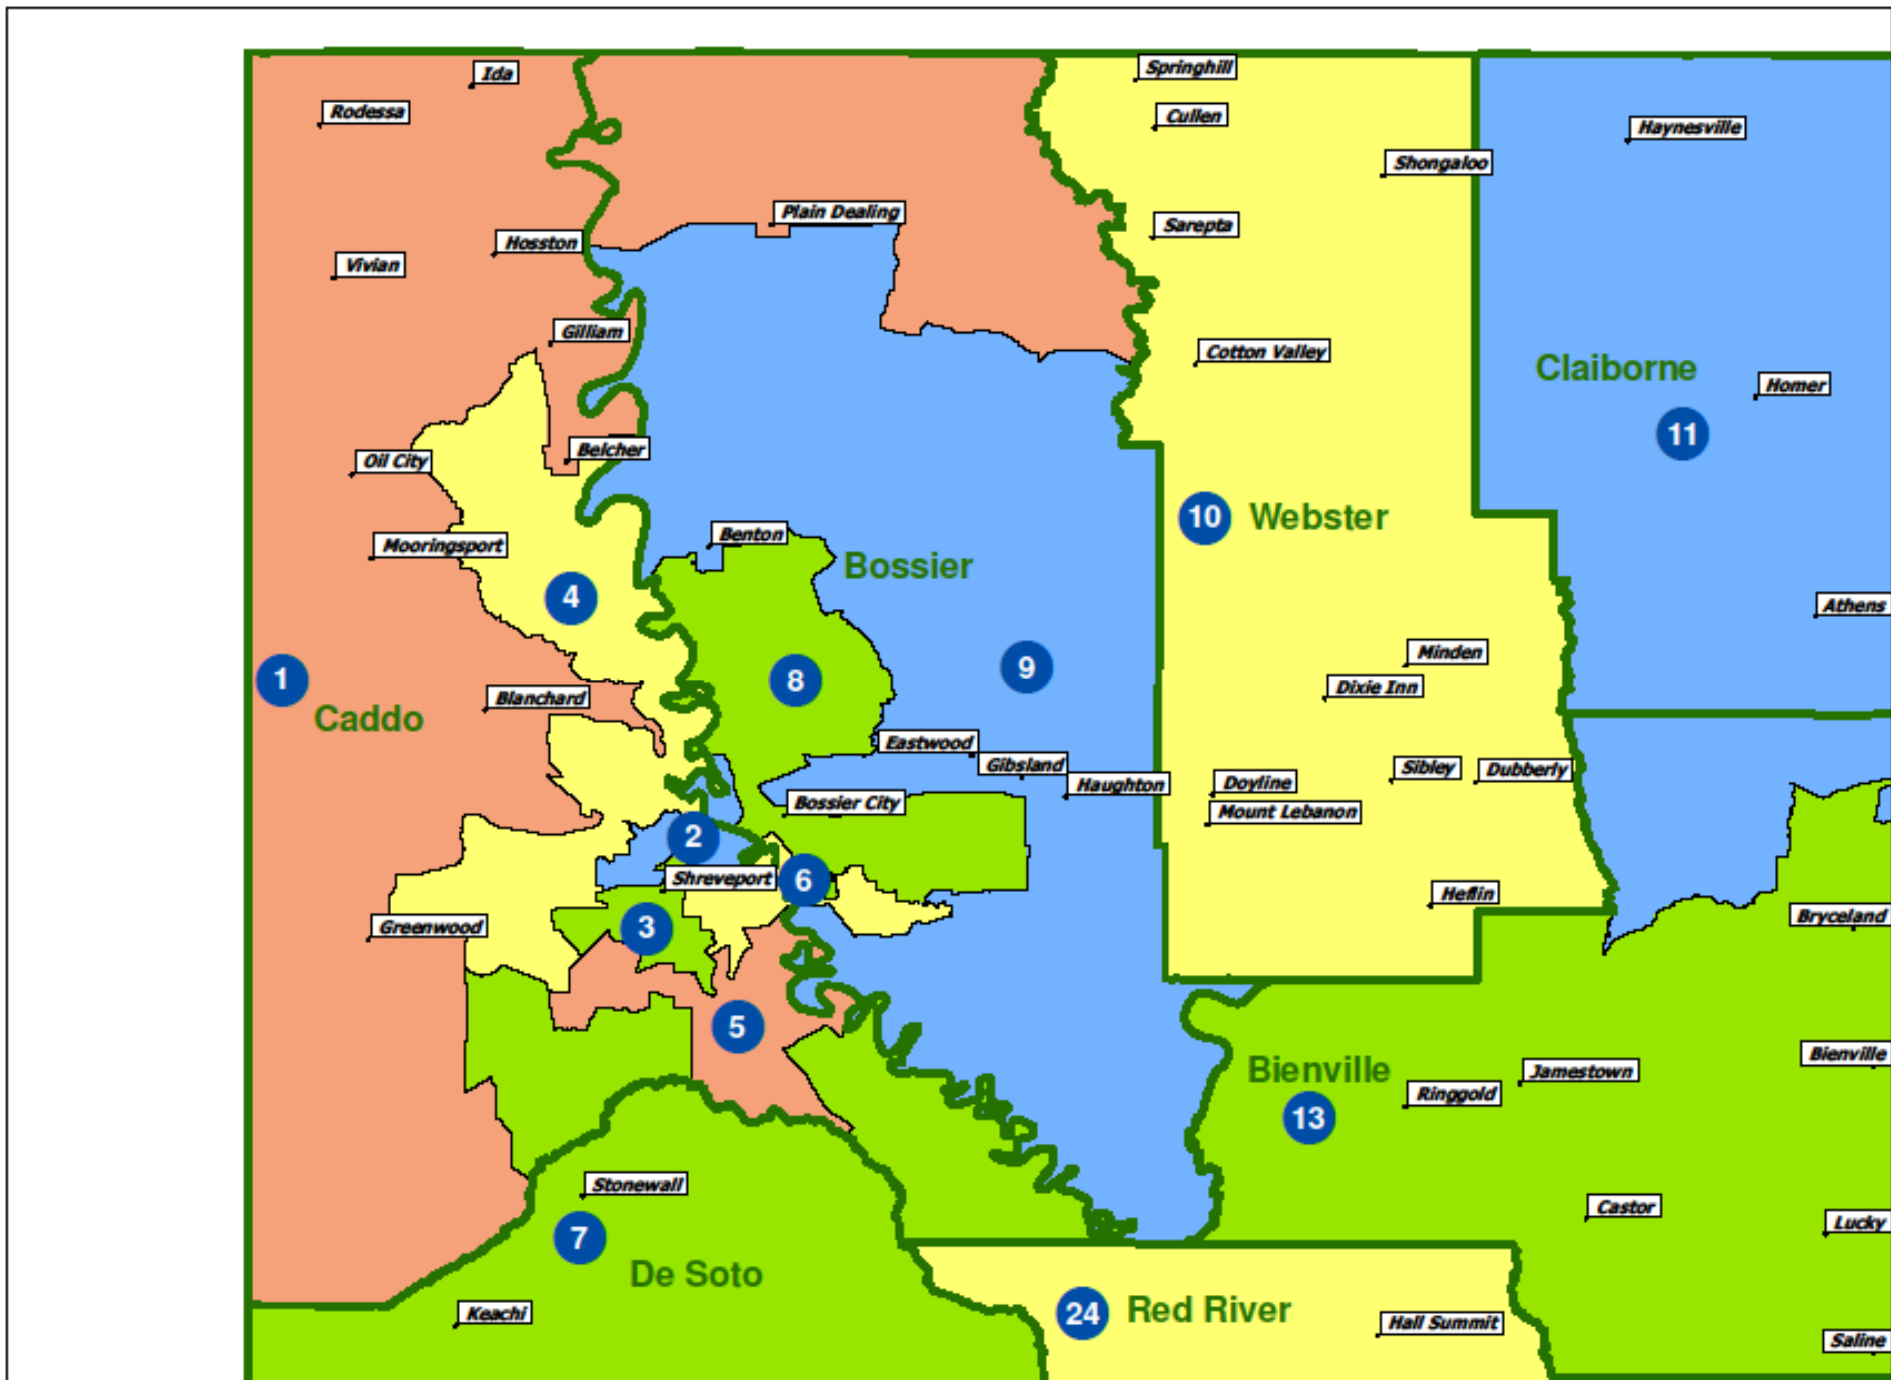 Ida
Springhill
Rodessa
Cullen
Haynesville
Shongaloo
Plain Dealing
Sarepta
Hosston
Vivian
Gilliam
Cotton Valley
Claiborne
Homer
11
Belcher
Oil City
10 Webster
Benton
Mooringsport
Bossier
4
Athens
Minden
9
1
8
Dixie Inn
Blanchard
Caddo
Eastwood
Gibsland
Sibley
Dubberly
Haughton
Doyline
Bossier City
Mount Lebanon
2
Shreveport
6
Heflin
Bryceland
Greenwood
3
5
Bienville
Bienville
Jamestown
Ringgold
13
Stonewall
Castor
Lucky
7
De Soto
Keachi
24 Red River
Hall Summit
Saline